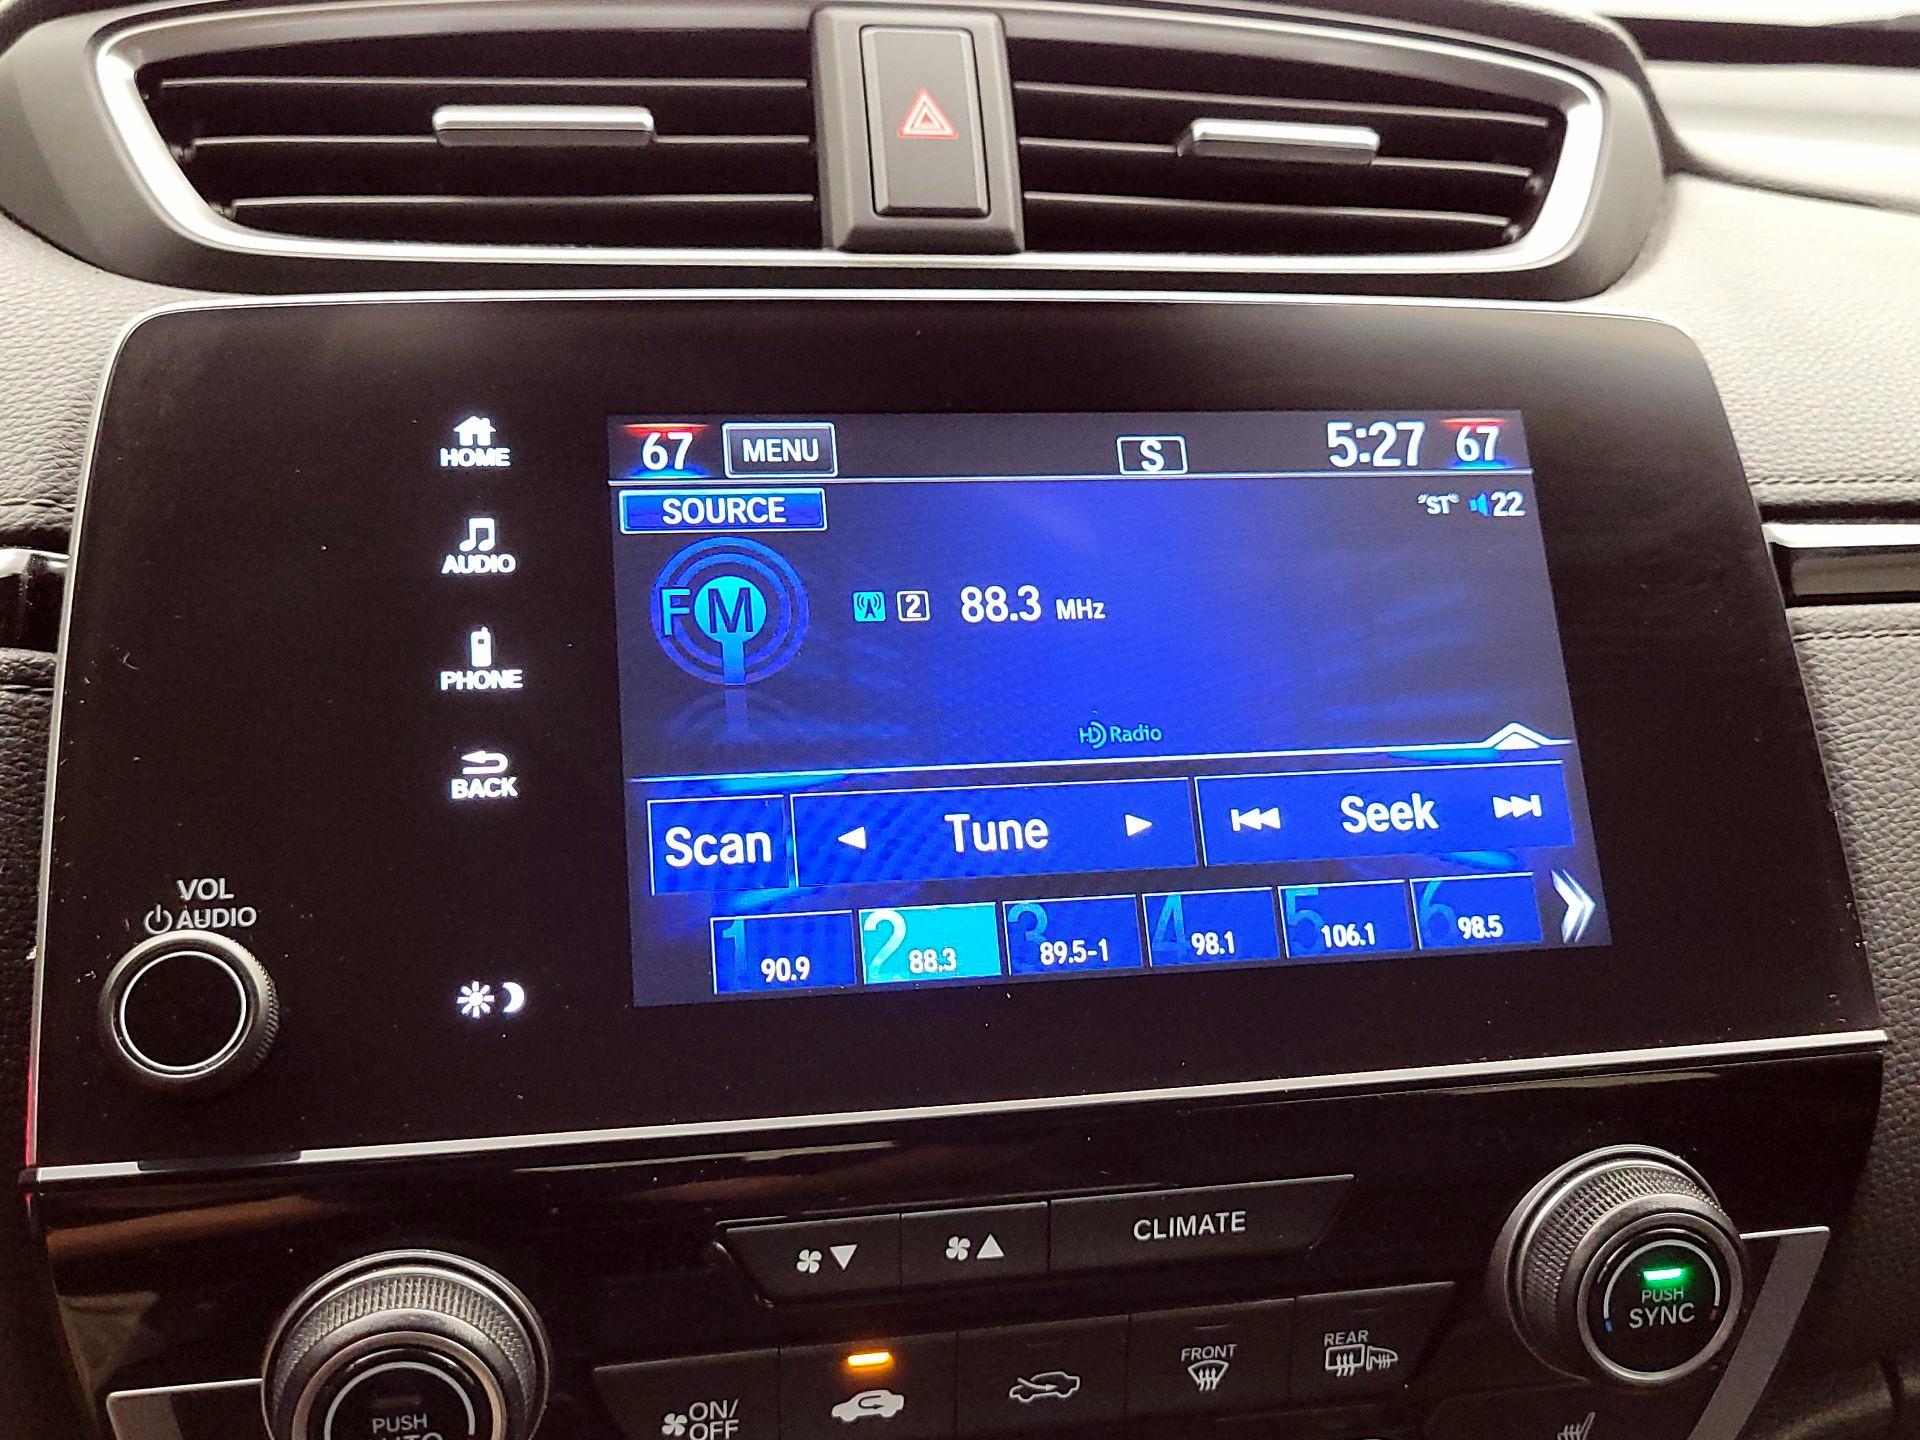 67 MENU S 5:27 67
SOURCE "ST" 22
FM 2 88.3 MHz
HD Radio
Scan Tune Seek
1 90.9 2 88.3 3 89.5-1 4 98.1 5 106.1 6 98.5
HOME
AUDIO
PHONE
BACK
VOL
AUDIO
CLIMATE
PUSH
SYNC
FRONT
REAR
ON/
OFF
PUSH
AUTO